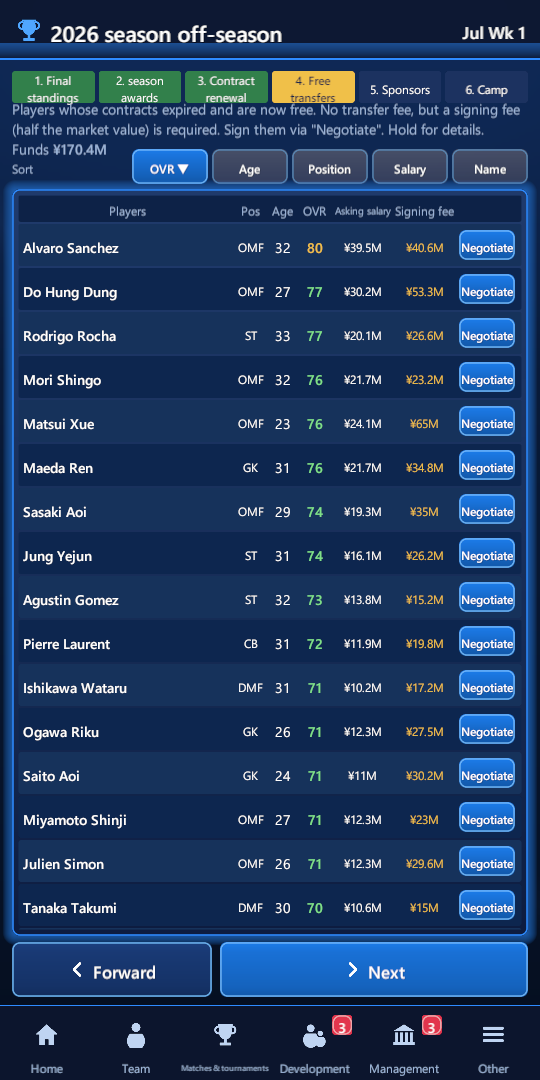 2026 season off-season
Jul Wk 1
1. Final standings
2. season awards
3. Contract renewal
4. Free transfers
5. Sponsors
6. Camp
Players whose contracts expired and are now free. No transfer fee, but a signing fee
(half the market value) is required. Sign them via "Negotiate". Hold for details.
Funds ¥170.4M
Sort
OVR ▼
Age
Position
Salary
Name
Players Pos Age OVR Asking salary Signing fee
Alvaro Sanchez OMF 32 80 ¥39.5M ¥40.6M Negotiate
Do Hung Dung OMF 27 77 ¥30.2M ¥53.3M Negotiate
Rodrigo Rocha ST 33 77 ¥20.1M ¥26.6M Negotiate
Mori Shingo OMF 32 76 ¥21.7M ¥23.2M Negotiate
Matsui Xue OMF 23 76 ¥24.1M ¥65M Negotiate
Maeda Ren GK 31 76 ¥21.7M ¥34.8M Negotiate
Sasaki Aoi OMF 29 74 ¥19.3M ¥35M Negotiate
Jung Yejun ST 31 74 ¥16.1M ¥26.2M Negotiate
Agustin Gomez ST 32 73 ¥13.8M ¥15.2M Negotiate
Pierre Laurent CB 31 72 ¥11.9M ¥19.8M Negotiate
Ishikawa Wataru DMF 31 71 ¥10.2M ¥17.2M Negotiate
Ogawa Riku GK 26 71 ¥12.3M ¥27.5M Negotiate
Saito Aoi GK 24 71 ¥11M ¥30.2M Negotiate
Miyamoto Shinji OMF 27 71 ¥12.3M ¥23M Negotiate
Julien Simon OMF 26 71 ¥12.3M ¥29.6M Negotiate
Tanaka Takumi DMF 30 70 ¥10.6M ¥15M Negotiate
Forward
Next
3
3
Home
Team
Matches & tournaments
Development
Management
Other